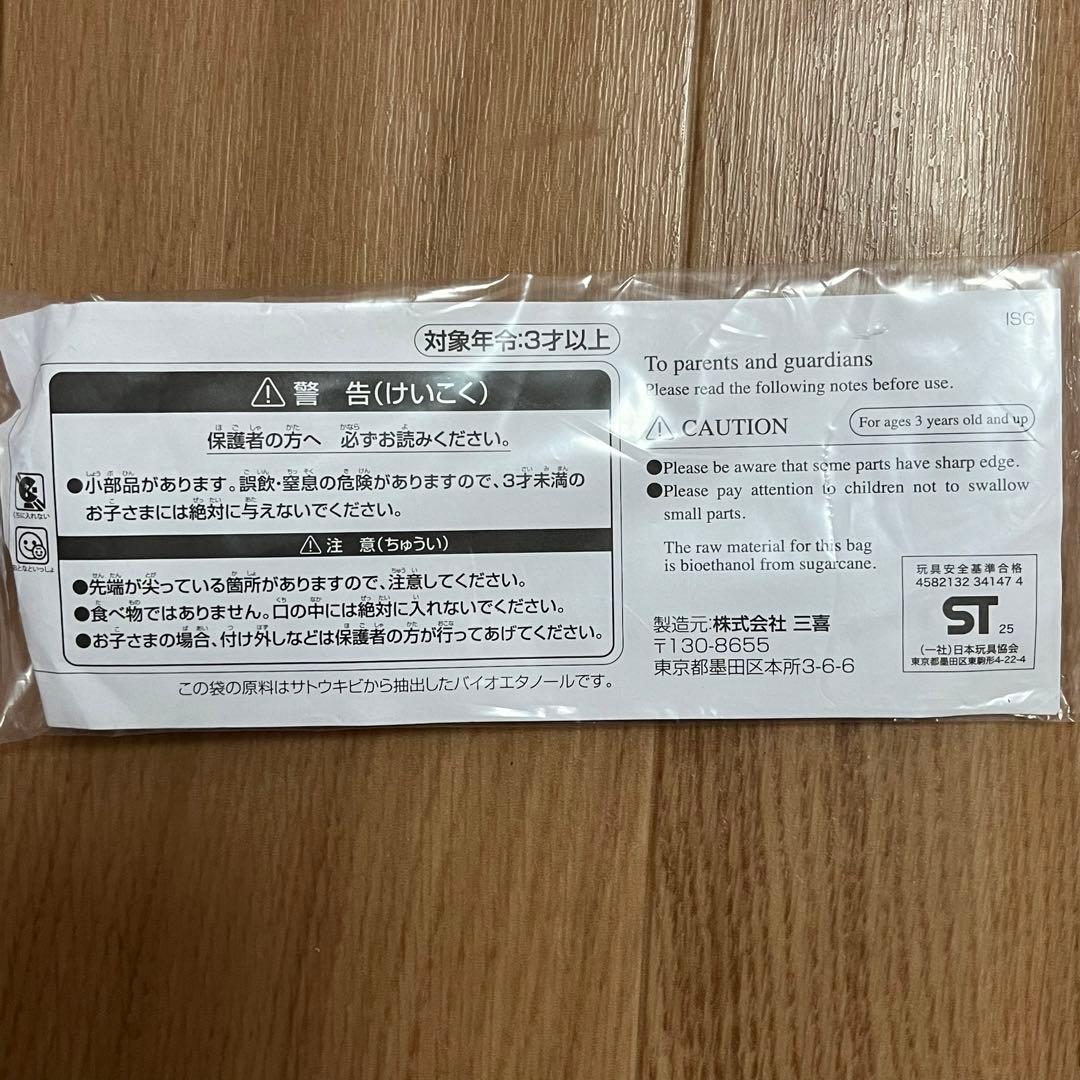 対象年令:3才以上
⚠警 告(けいこく)
保護者の方へ 必ずお読みください。
●小部品があります。誤飲・窒息の危険がありますので、3才未満の
お子さまには絶対に与えないでください。
⚠注 意(ちゅうい)
●先端が尖っている箇所がありますので、注意してください。
●食べ物ではありません。口の中には絶対に入れないでください。
●お子さまの場合、付け外しなどは保護者の方が行ってあげてください。
この袋の原料はサトウキビから抽出したバイオエタノールです。
ISG
To parents and guardians
Please read the following notes before use.
⚠ CAUTION
For ages 3 years old and up
●Please be aware that some parts have sharp edge.
●Please pay attention to children not to swallow
small parts.
The raw material for this bag
is bioethanol from sugarcane.
製造元:株式会社 三喜
〒130-8655
東京都墨田区本所3-6-6
玩具安全基準合格
4582132 34147 4
ST 25
(一社)日本玩具協会
東京都墨田区東駒形4-22-4